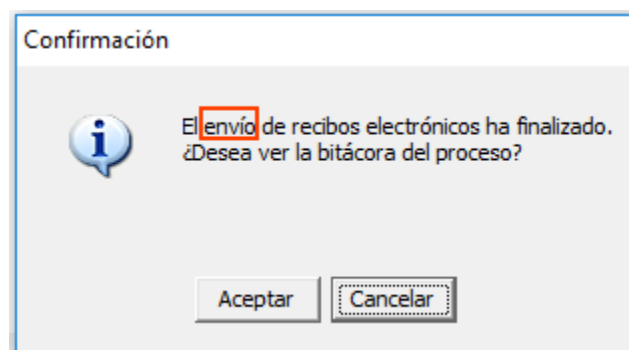 Confirmación
El envío de recibos electrónicos ha finalizado.
¿Desea ver la bitácora del proceso?
Aceptar Cancelar